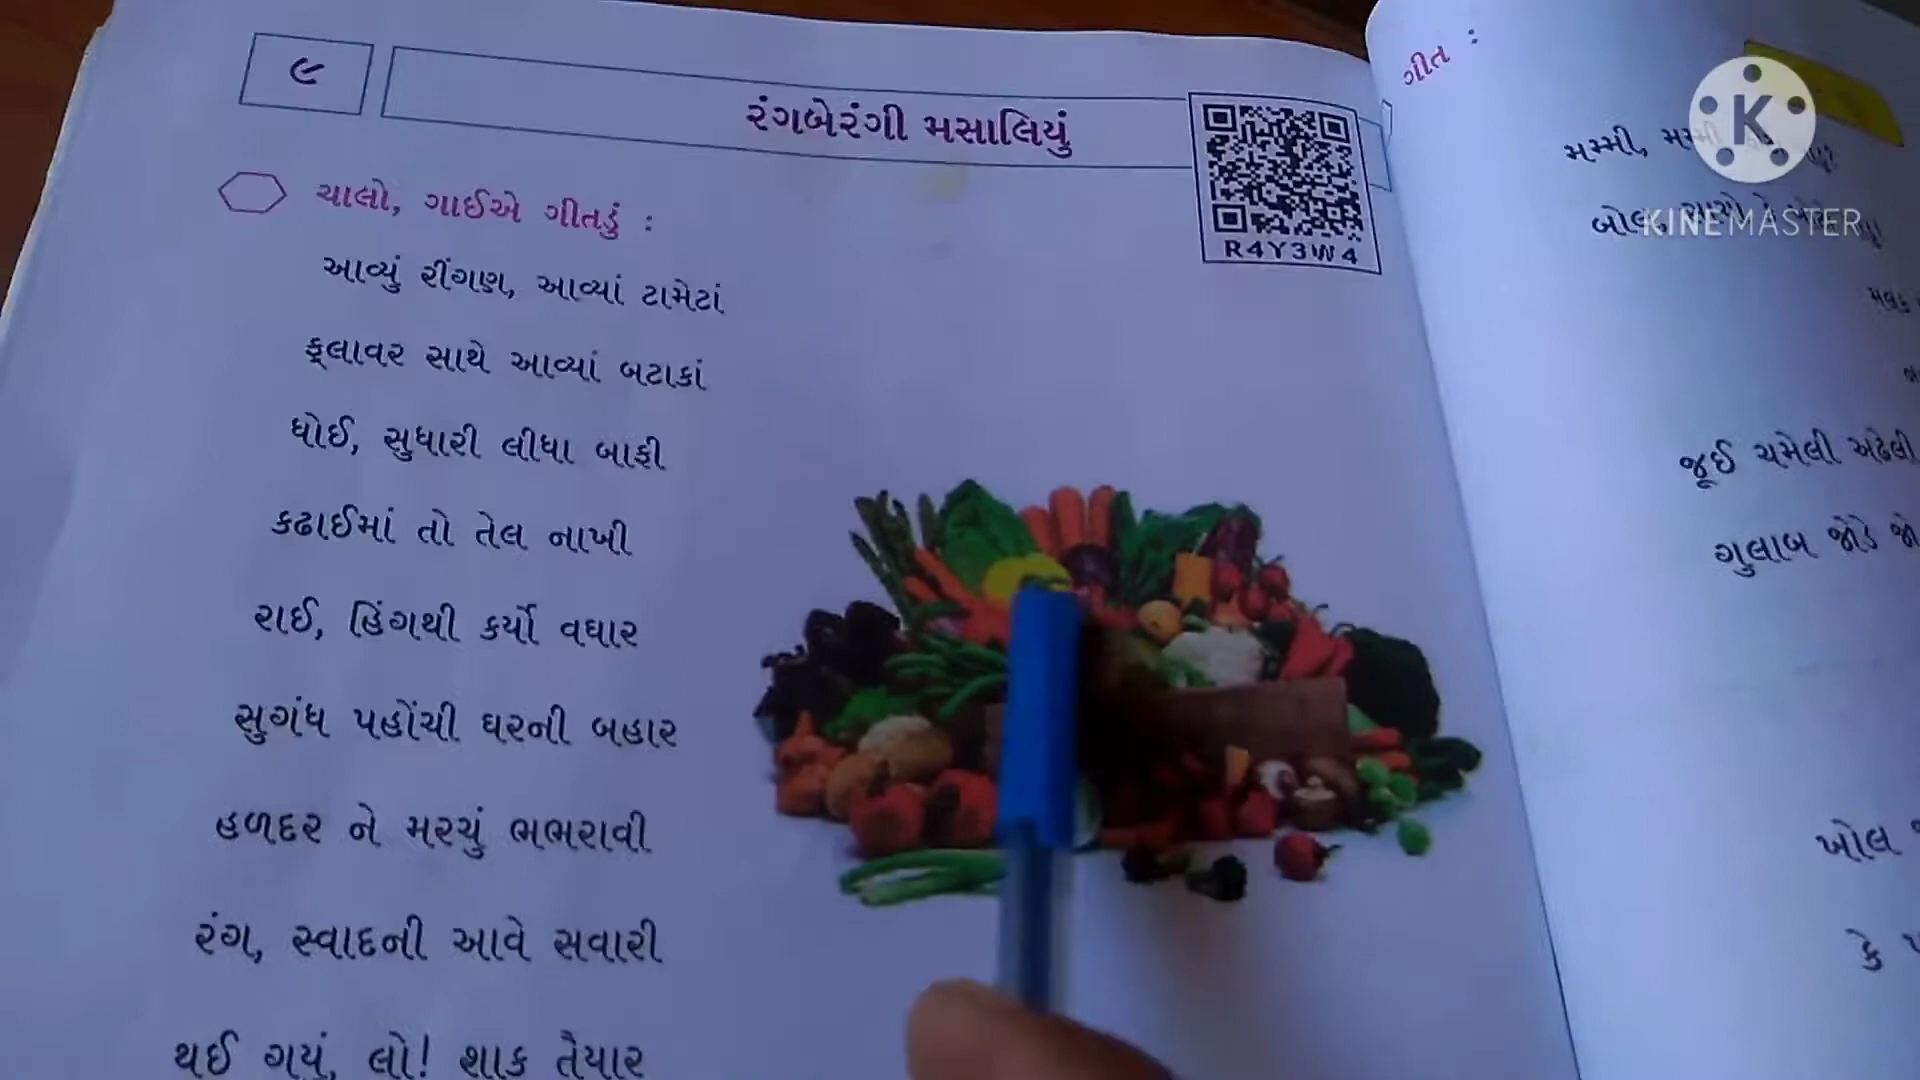 ૯
રંગબેરંગી મસાલિયું
R4Y3W4
ચાલો, ગાઈએ ગીતડું :
આવ્યું રીંગણ, આવ્યાં ટામેટાં
ફ્લાવર સાથે આવ્યાં બટાકાં
ધોઈ, સુધારી લીધા બાફી
કઢાઈમાં તો તેલ નાખી
રાઈ, હિંગથી કર્યો વઘાર
સુગંધ પહોંચી ઘરની બહાર
હળદર ને મરચું ભભરાવી
રંગ, સ્વાદની આવે સવારી
થઈ ગયું, લો! શાક તૈયાર
ગીત :
મમ્મી,
જૂઈ ચમેલી અઢેલી
ગુલાબ જોડે
ખોલ
કે
K
KINEMASTER